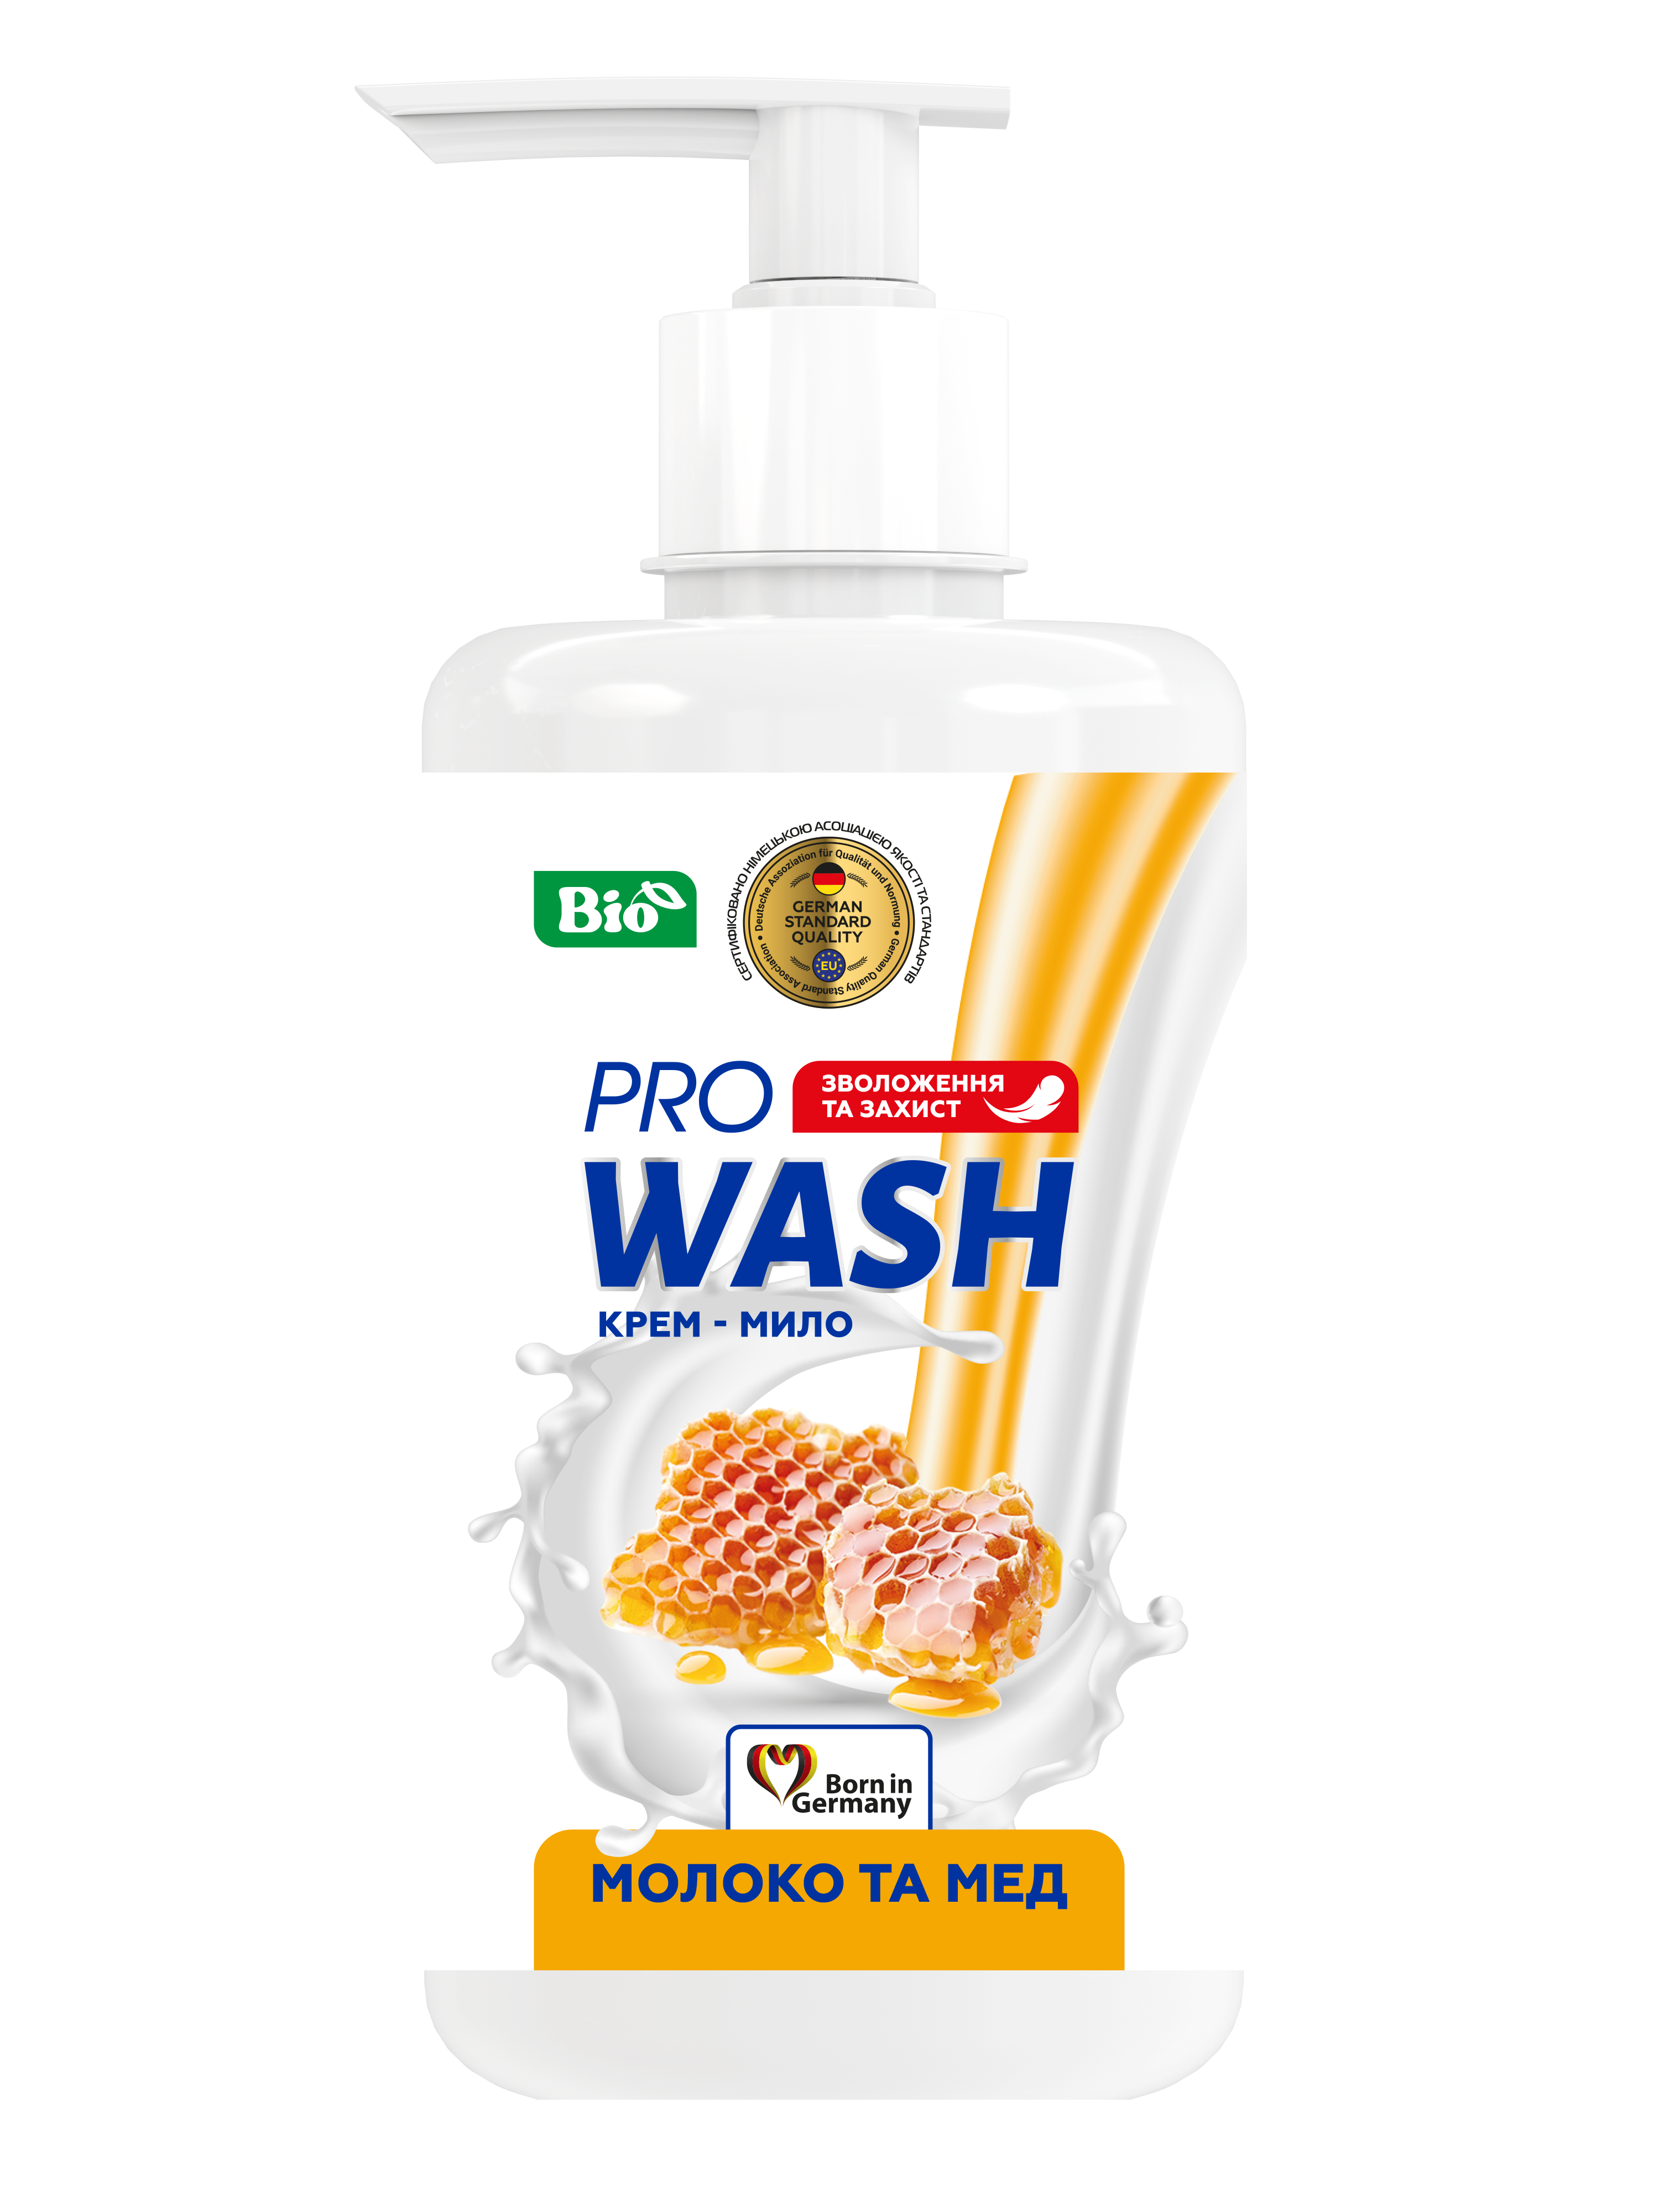 Bio
СЕРТИФІКОВАНО НІМЕЦЬКОЮ АСОЦІАЦІЄЮ ЯКОСТІ ТА СТАНДАРТІВ
• Deutsche Assoziation für Qualität und Normung • German Quality Standard Association
GERMAN
STANDARD
QUALITY
EU
PRO
ЗВОЛОЖЕННЯ
ТА ЗАХИСТ
WASH
КРЕМ - МИЛО
Born in
Germany
МОЛОКО ТА МЕД